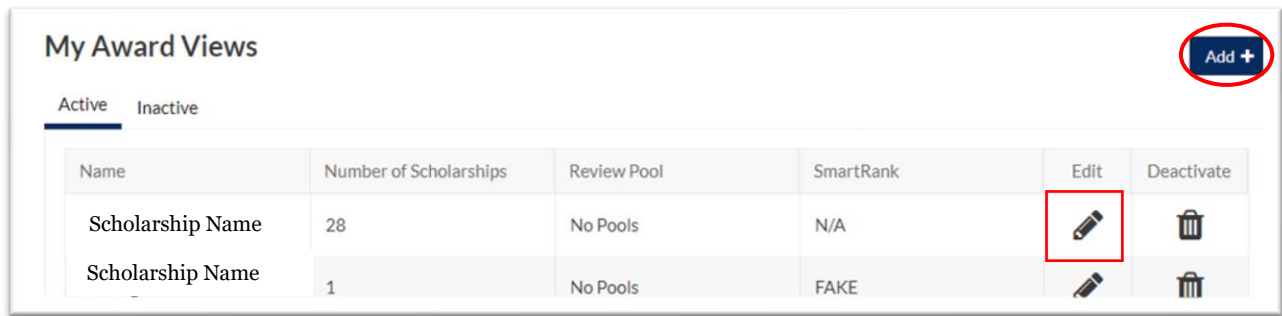 My Award Views
Add +
Active Inactive
Name Number of Scholarships Review Pool SmartRank Edit Deactivate
Scholarship Name 28 No Pools N/A
Scholarship Name 1 No Pools FAKE